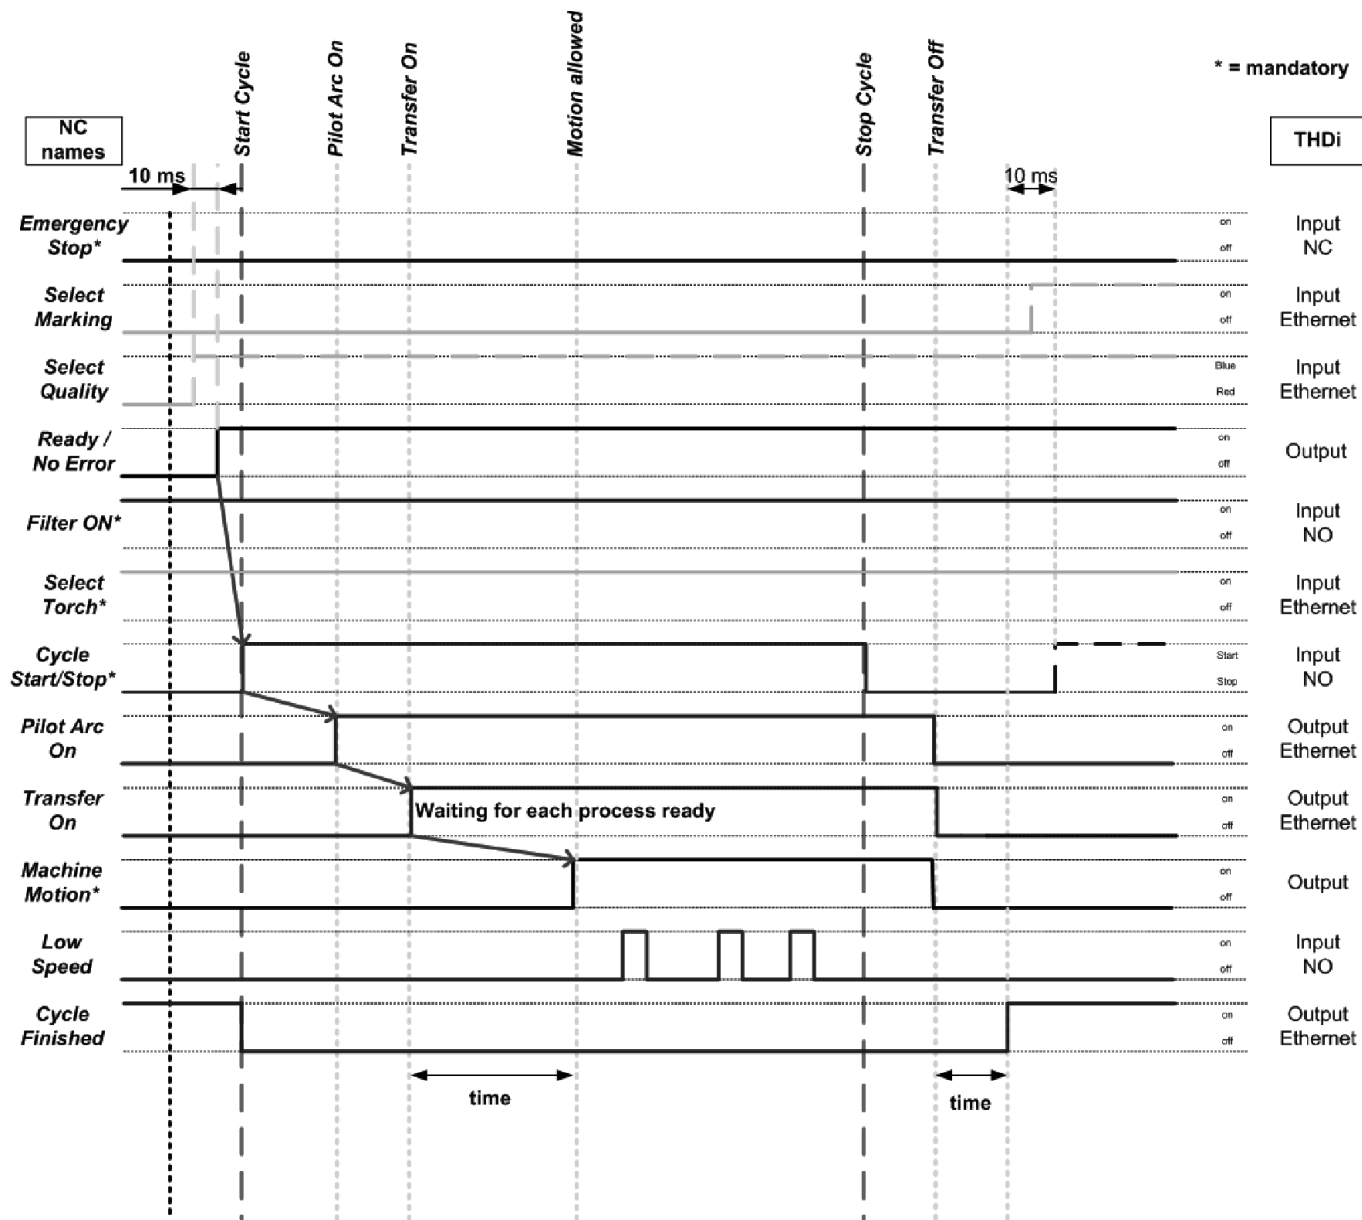 Start Cycle
Pilot Arc On
Transfer On
Motion allowed
Stop Cycle
Transfer Off
* = mandatory
NC
names
THDi
10 ms
10 ms
Emergency
Stop*
on
off
Input
NC
Select
Marking
on
off
Input
Ethernet
Select
Quality
Blue
Red
Input
Ethernet
Ready /
No Error
on
off
Output
Filter ON*
on
off
Input
NO
Select
Torch*
on
off
Input
Ethernet
Cycle
Start/Stop*
Start
Stop
Input
NO
Pilot Arc
On
on
off
Output
Ethernet
Transfer
On
Waiting for each process ready
on
off
Output
Ethernet
Machine
Motion*
on
off
Output
Low
Speed
on
off
Input
NO
Cycle
Finished
on
off
Output
Ethernet
time
time